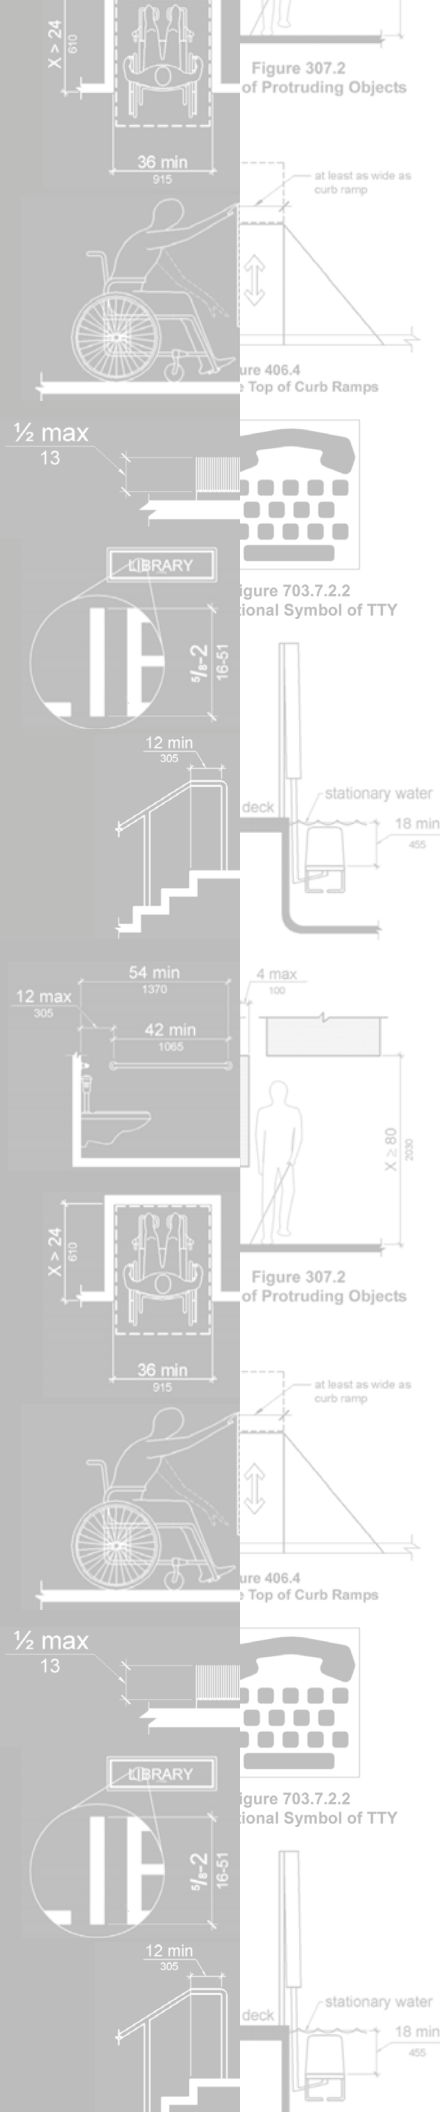 X > 24
610
36 min
915
Figure 307.2
of Protruding Objects
at least as wide as
curb ramp
ure 406.4
e Top of Curb Ramps
½ max
13
LIBRARY
5/8-2
16-51
igure 703.7.2.2
tional Symbol of TTY
12 min
305
deck
stationary water
18 min
455
54 min
1370
12 max
305
42 min
1065
4 max
100
X ≥ 80
2030
X > 24
610
36 min
915
Figure 307.2
of Protruding Objects
at least as wide as
curb ramp
ure 406.4
e Top of Curb Ramps
½ max
13
LIBRARY
5/8-2
16-51
igure 703.7.2.2
tional Symbol of TTY
12 min
305
deck
stationary water
18 min
455